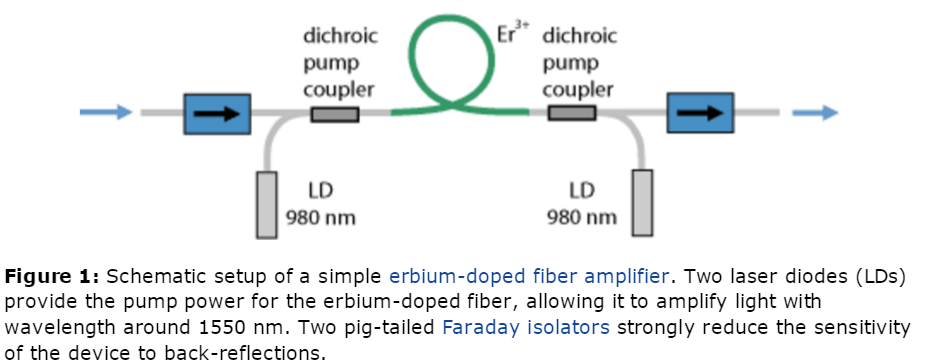 dichroic
pump
coupler
Er³⁺
dichroic
pump
coupler
LD
980 nm
LD
980 nm
Figure 1: Schematic setup of a simple erbium-doped fiber amplifier. Two laser diodes (LDs)
provide the pump power for the erbium-doped fiber, allowing it to amplify light with
wavelength around 1550 nm. Two pig-tailed Faraday isolators strongly reduce the sensitivity
of the device to back-reflections.